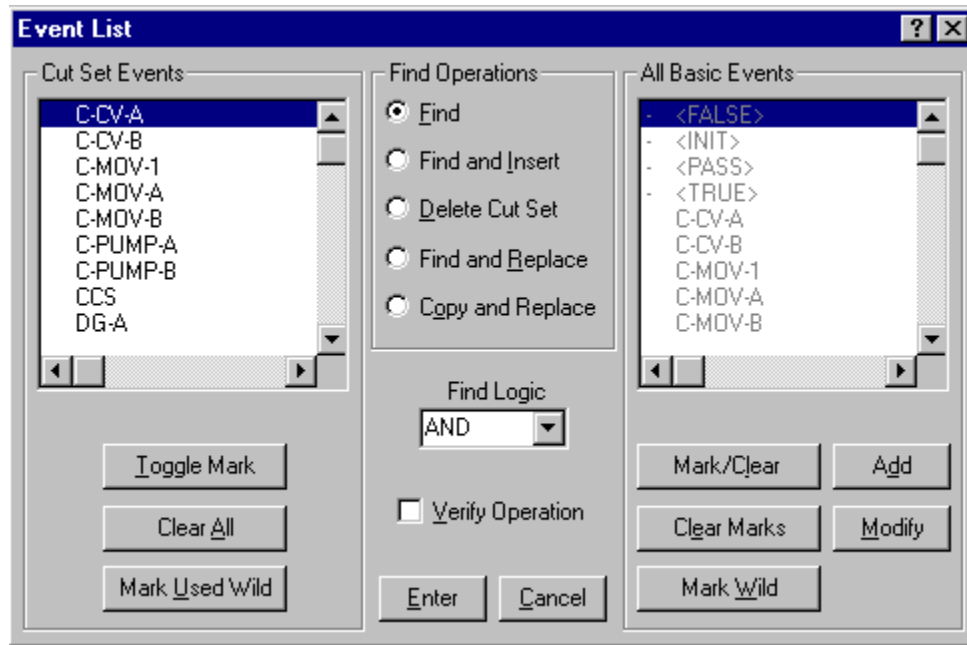 Event List
Cut Set Events
C-CV-A
C-CV-B
C-MOV-1
C-MOV-A
C-MOV-B
C-PUMP-A
C-PUMP-B
CCS
DG-A
Toggle Mark
Clear All
Mark Used Wild
Find Operations
Find
Find and Insert
Delete Cut Set
Find and Replace
Copy and Replace
Find Logic
AND
Verify Operation
Enter
Cancel
All Basic Events
- <FALSE>
- <INIT>
- <PASS>
- <TRUE>
C-CV-A
C-CV-B
C-MOV-1
C-MOV-A
C-MOV-B
Mark/Clear
Add
Clear Marks
Modify
Mark Wild